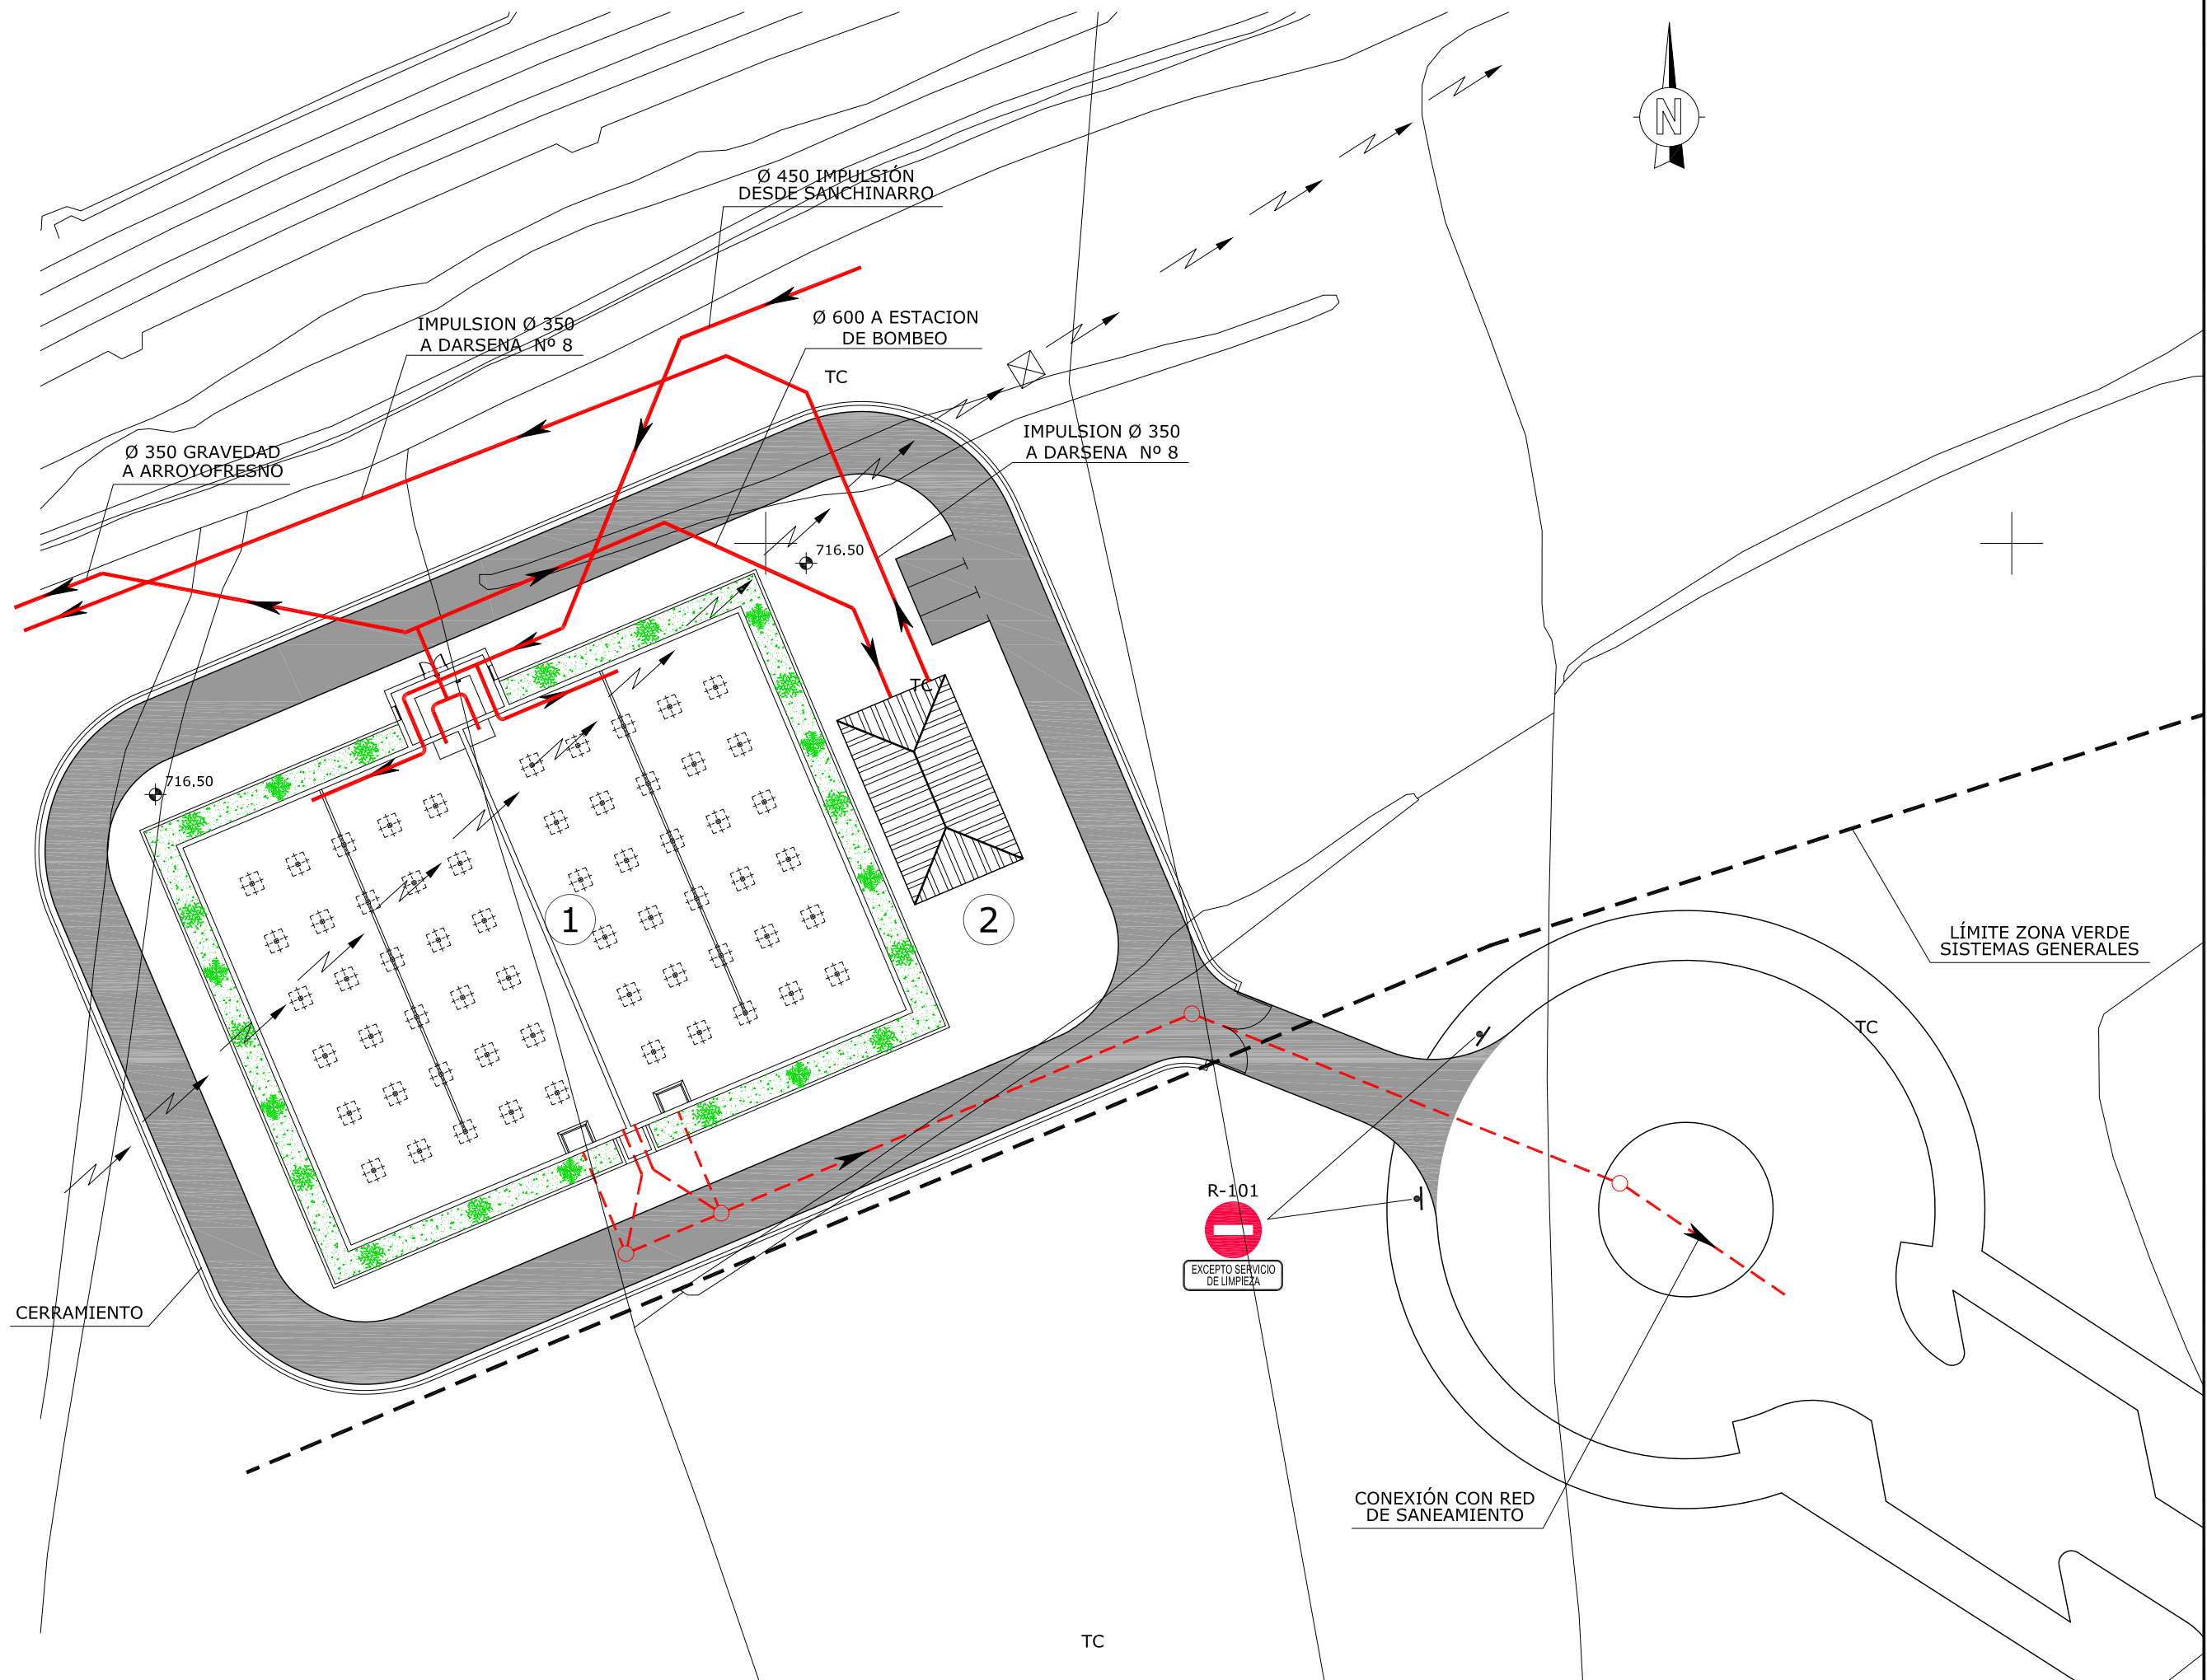 N
Ø 450 IMPULSIÓN
DESDE SANCHINARRO
IMPULSION Ø 350
A DARSENA Nº 8
Ø 600 A ESTACION
DE BOMBEO
TC
Ø 350 GRAVEDAD
A ARROYOFRESNO
IMPULSION Ø 350
A DARSENA Nº 8
716.50
TC
716.50
1
2
LÍMITE ZONA VERDE
SISTEMAS GENERALES
TC
R-101
EXCEPTO SERVICIO
DE LIMPIEZA
CERRAMIENTO
CONEXIÓN CON RED
DE SANEAMIENTO
TC